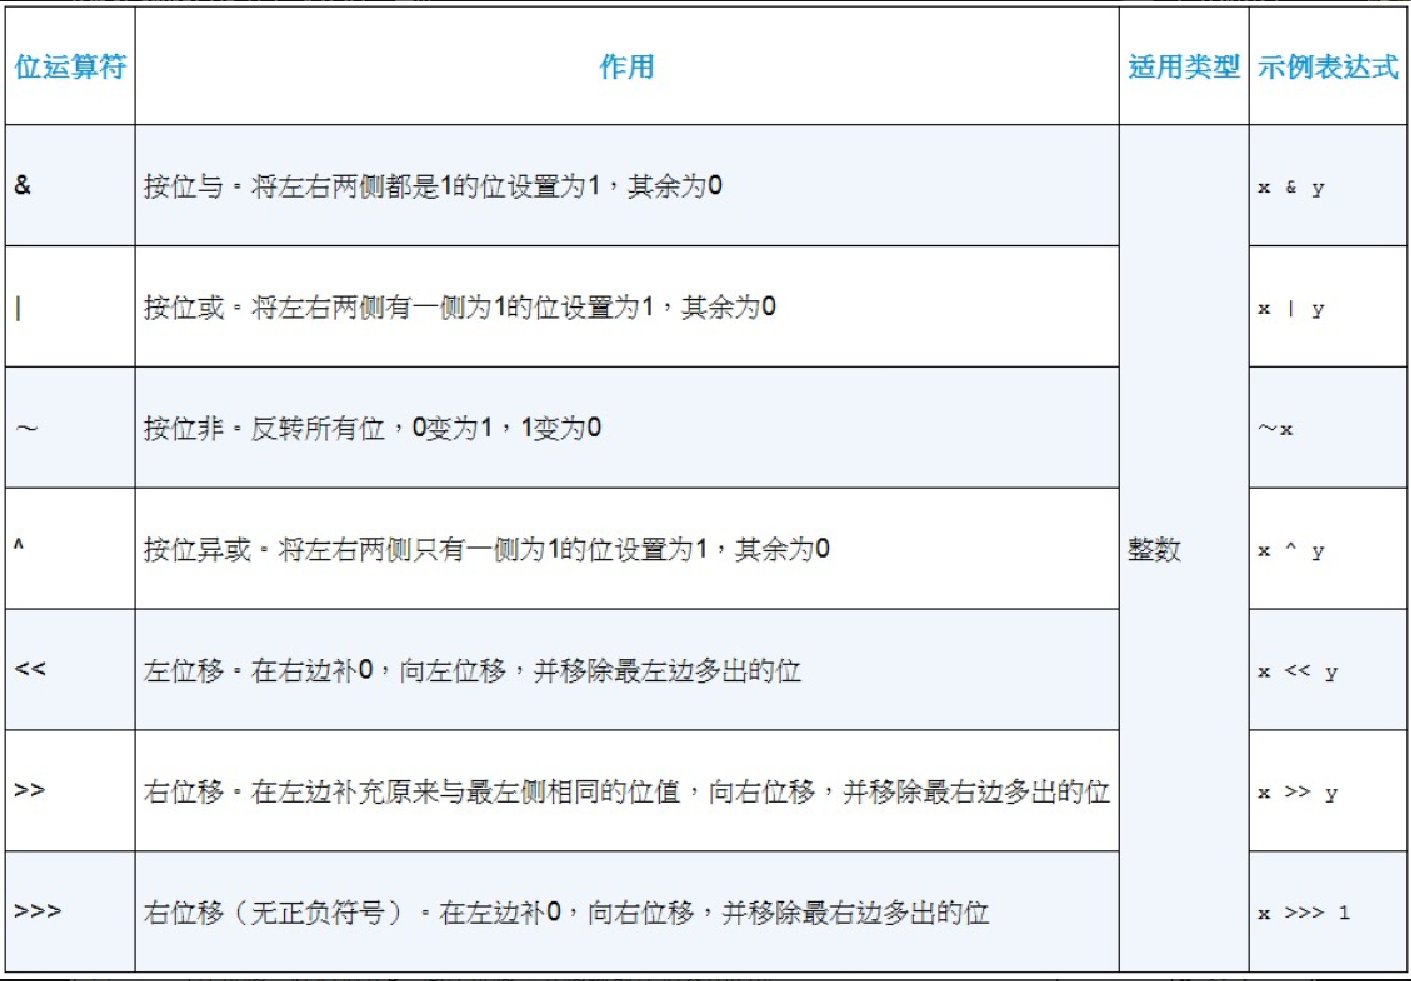 位运算符 作用 适用类型 示例表达式
& 按位与。将左右两侧都是1的位设置为1，其余为0 x & y
| 按位或。将左右两侧有一侧为1的位设置为1，其余为0 x | y
～ 按位非。反转所有位，0变为1，1变为0 ～x
^ 按位异或。将左右两侧只有一侧为1的位设置为1，其余为0 整数 x ^ y
<< 左位移。在右边补0，向左位移，并移除最左边多出的位 x << y
>> 右位移。在左边补充原来与最左侧相同的位值，向右位移，并移除最右边多出的位 x >> y
>>> 右位移（无正负符号）。在左边补0，向右位移，并移除最右边多出的位 x >>> 1